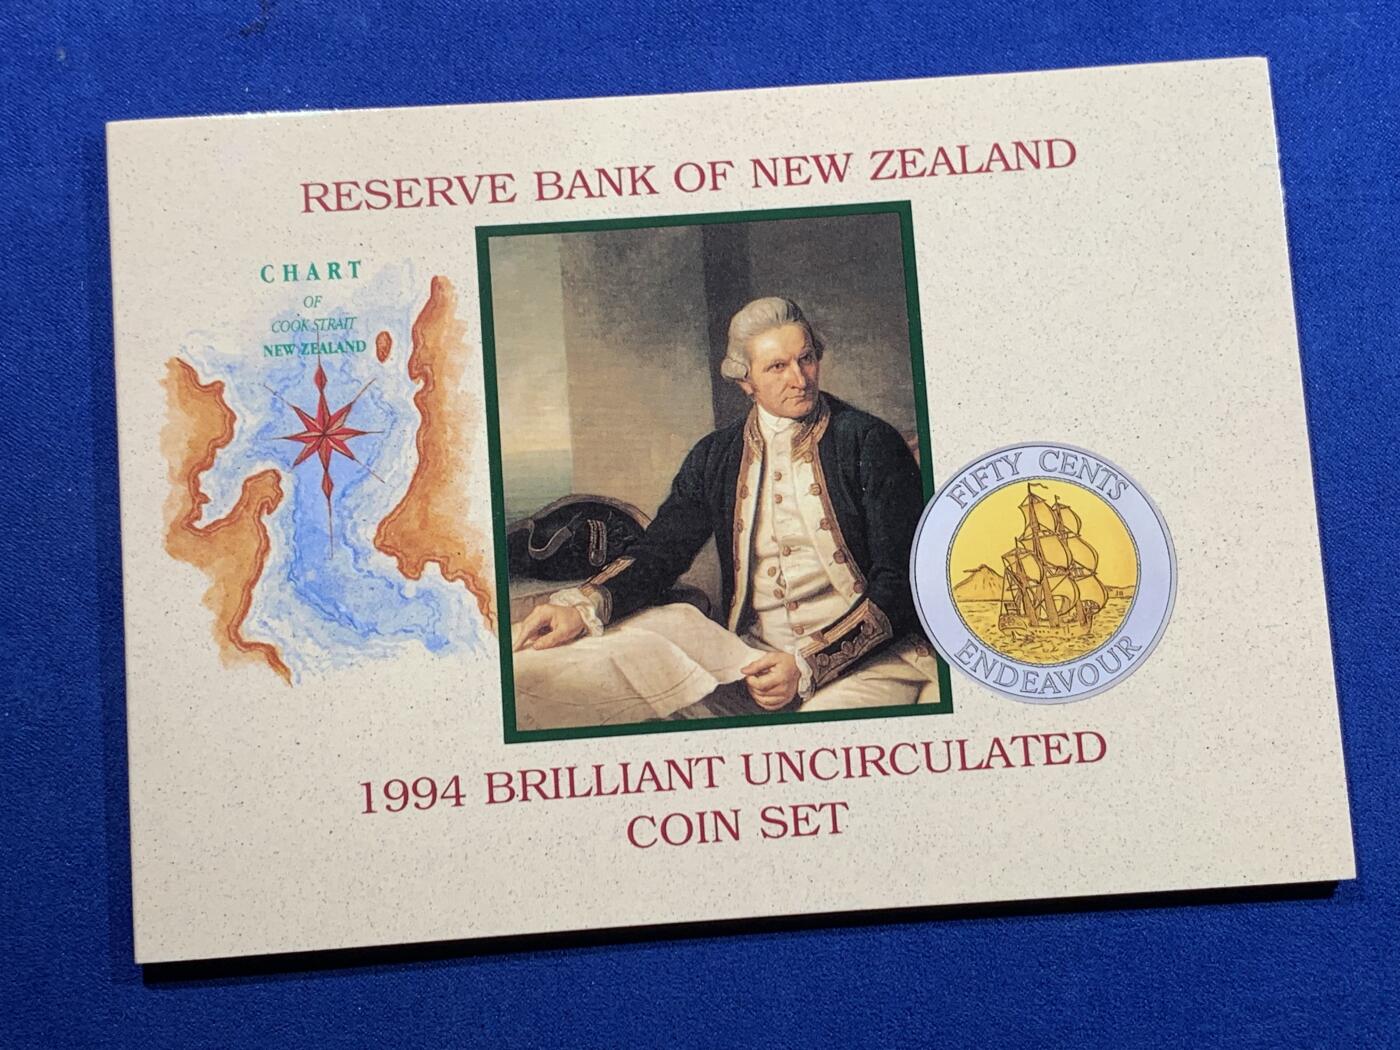 RESERVE BANK OF NEW ZEALAND
CHART
OF
COOK STRAIT
NEW ZEALAND
FIFTY CENTS
ENDEAVOUR
1994 BRILLIANT UNCIRCULATED
COIN SET